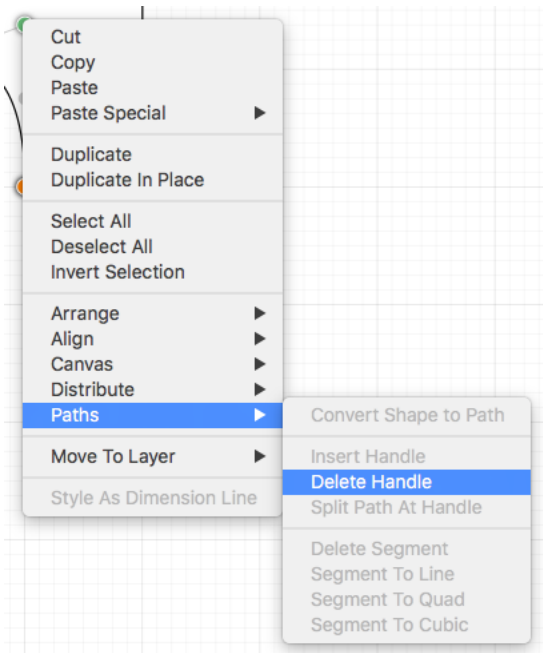 Cut
Copy
Paste
Paste Special
Duplicate
Duplicate In Place
Select All
Deselect All
Invert Selection
Arrange
Align
Canvas
Distribute
Paths
Move To Layer
Style As Dimension Line
Convert Shape to Path
Insert Handle
Delete Handle
Split Path At Handle
Delete Segment
Segment To Line
Segment To Quad
Segment To Cubic